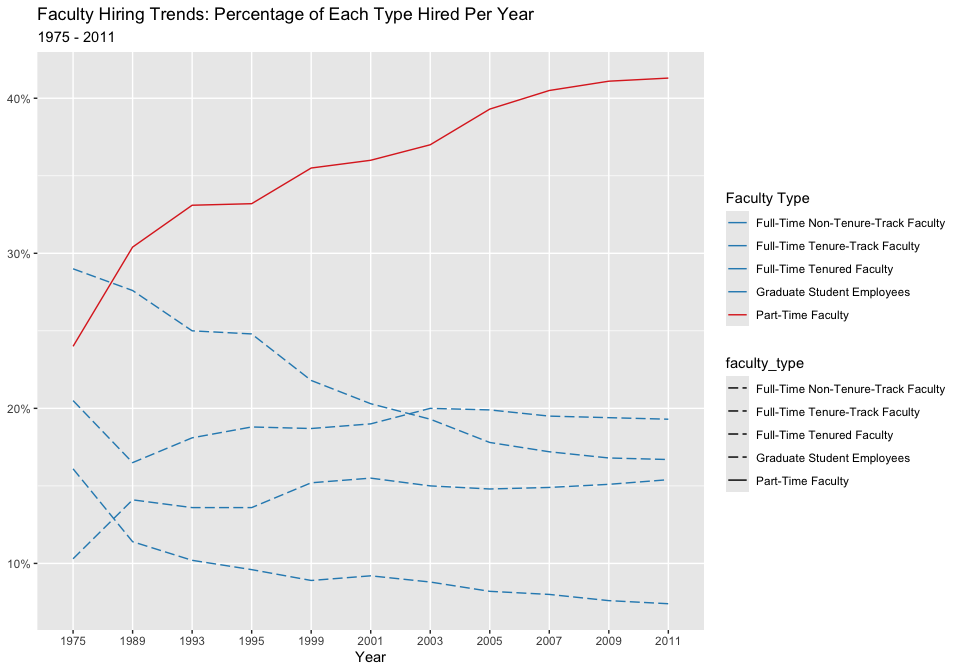 Faculty Hiring Trends: Percentage of Each Type Hired Per Year
1975 - 2011
40%
30%
20%
10%
1975 1989 1993 1995 1999 2001 2003 2005 2007 2009 2011
Year
Faculty Type
Full-Time Non-Tenure-Track Faculty
Full-Time Tenure-Track Faculty
Full-Time Tenured Faculty
Graduate Student Employees
Part-Time Faculty
faculty_type
Full-Time Non-Tenure-Track Faculty
Full-Time Tenure-Track Faculty
Full-Time Tenured Faculty
Graduate Student Employees
Part-Time Faculty